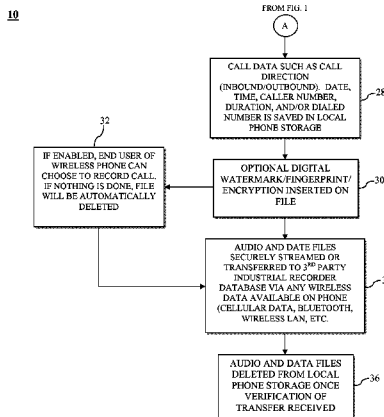 10
FROM FIG. 1
A
CALL DATA SUCH AS CALL
DIRECTION
(INBOUND/OUTBOUND). DATE,
TIME, CALLER NUMBER,
DURATION, AND/OR DIALED
NUMBER IS SAVED IN LOCAL
PHONE STORAGE
28
32
IF ENABLED, END USER OF
WIRELESS PHONE CAN
CHOOSE TO RECORD CALL.
IF NOTHING IS DONE, FILE
WILL BE AUTOMATICALLY
DELETED
OPTIONAL DIGITAL
WATERMARK/FINGERPRINT/
ENCRYPTION INSERTED ON
FILE
30
AUDIO AND DATE FILES
SECURELY STREAMED OR
TRANSFERRED TO 3RD PARTY
INDUSTRIAL RECORDER
DATABASE VIA ANY WIRELESS
DATA AVAILABLE ON PHONE
(CELLULAR DATA, BLUETOOTH,
WIRELESS LAN, ETC.
AUDIO AND DATA FILES
DELETED FROM LOCAL
PHONE STORAGE ONCE
VERIFICATION OF
TRANSFER RECEIVED
36